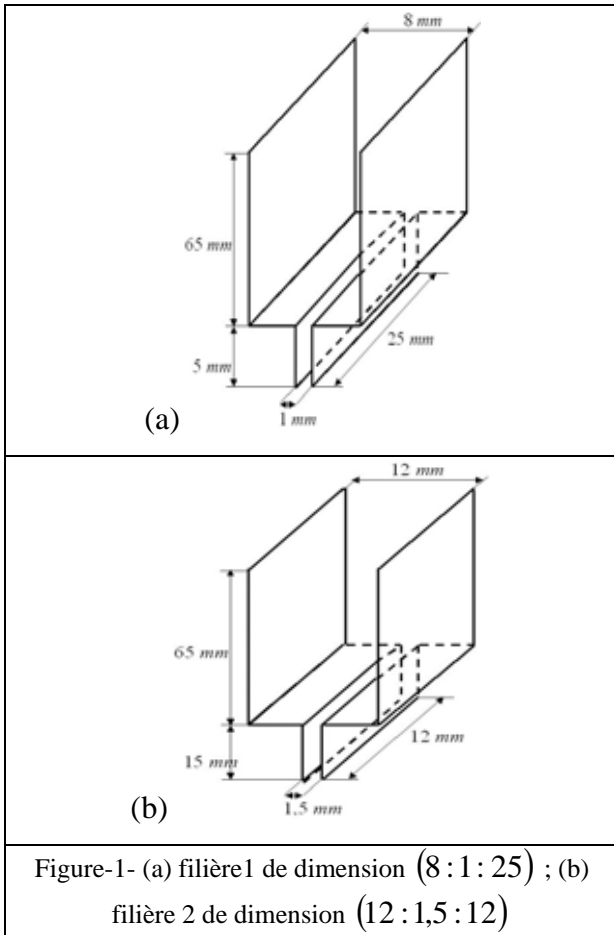 8 mm
65 mm
5 mm
25 mm
(a)
1 mm
12 mm
65 mm
15 mm
12 mm
(b)
1,5 mm
Figure-1- (a) filière1 de dimension (8 : 1 : 25) ; (b)
filière 2 de dimension (12 : 1,5 : 12)